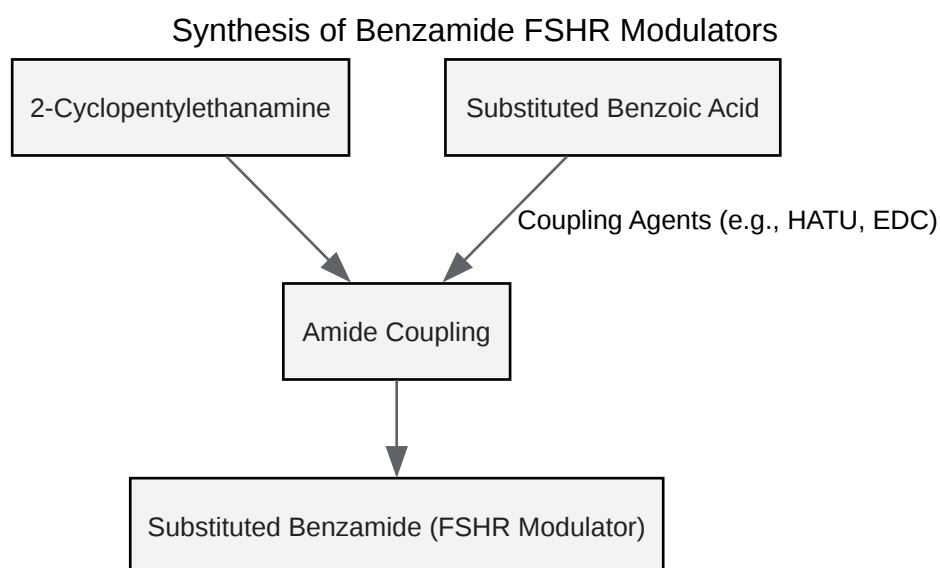 Synthesis of Benzamide FSHR Modulators
2-Cyclopentylethanamine
Substituted Benzoic Acid
Coupling Agents (e.g., HATU, EDC)
Amide Coupling
Substituted Benzamide (FSHR Modulator)